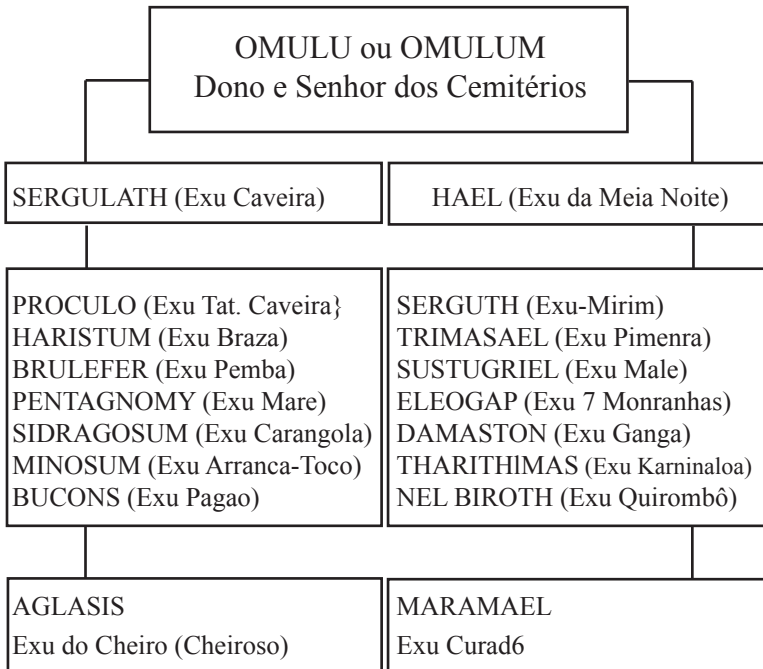 OMULU ou OMULUM
Dono e Senhor dos Cemitérios
SERGULATH (Exu Caveira)
HAEL (Exu da Meia Noite)
PROCULO (Exu Tat. Caveira}
HARISTUM (Exu Braza)
BRULEFER (Exu Pemba)
PENTAGNOMY (Exu Mare)
SIDRAGOSUM (Exu Carangola)
MINOSUM (Exu Arranca-Toco)
BUCONS (Exu Pagao)
SERGUTH (Exu-Mirim)
TRIMASAEL (Exu Pimenra)
SUSTUGRIEL (Exu Male)
ELEOGAP (Exu 7 Monranhas)
DAMASTON (Exu Ganga)
THARITHlMAS (Exu Karninaloa)
NEL BIROTH (Exu Quirombô)
AGLASIS
Exu do Cheiro (Cheiroso)
MARAMAEL
Exu Curad6